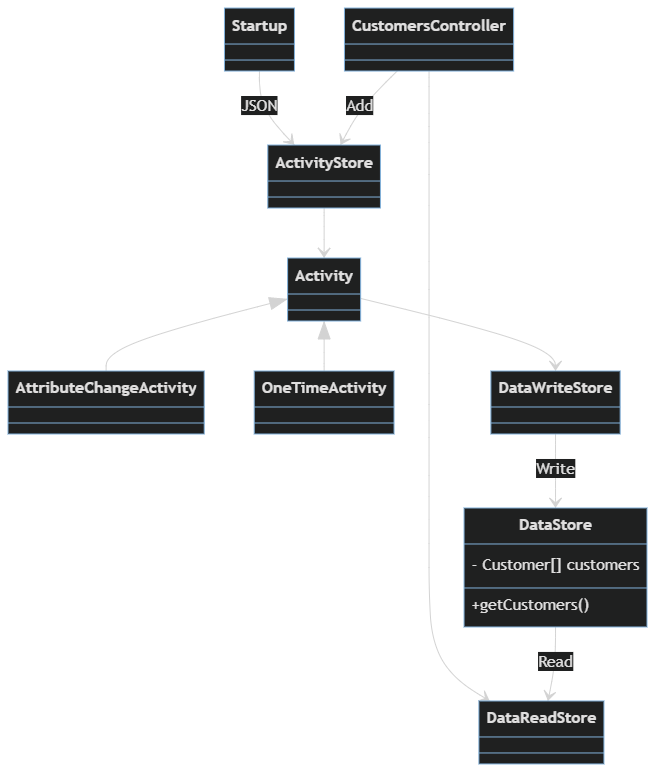 Startup
CustomersController
JSON
Add
ActivityStore
Activity
AttributeChangeActivity
OneTimeActivity
DataWriteStore
Write
DataStore
- Customer[] customers
+getCustomers()
Read
DataReadStore